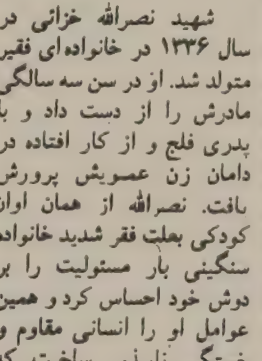 شهید نصرالله خزائی در
سال ۱۳۳۶ در خانواده‌ای فقیر
متولد شد. او در سن سه سالگی
مادرش را از دست داد و با
پدری فلج و از کار افتاده در
دامان زن عمویش پرورش
یافت. نصرالله از همان اوان
کودکی بعلت فقر شدید خانواده
سنگینی بار مسئولیت را بر
دوش خود احساس کرد و همین
عوامل او را انسانی مقاوم و
ساخت که